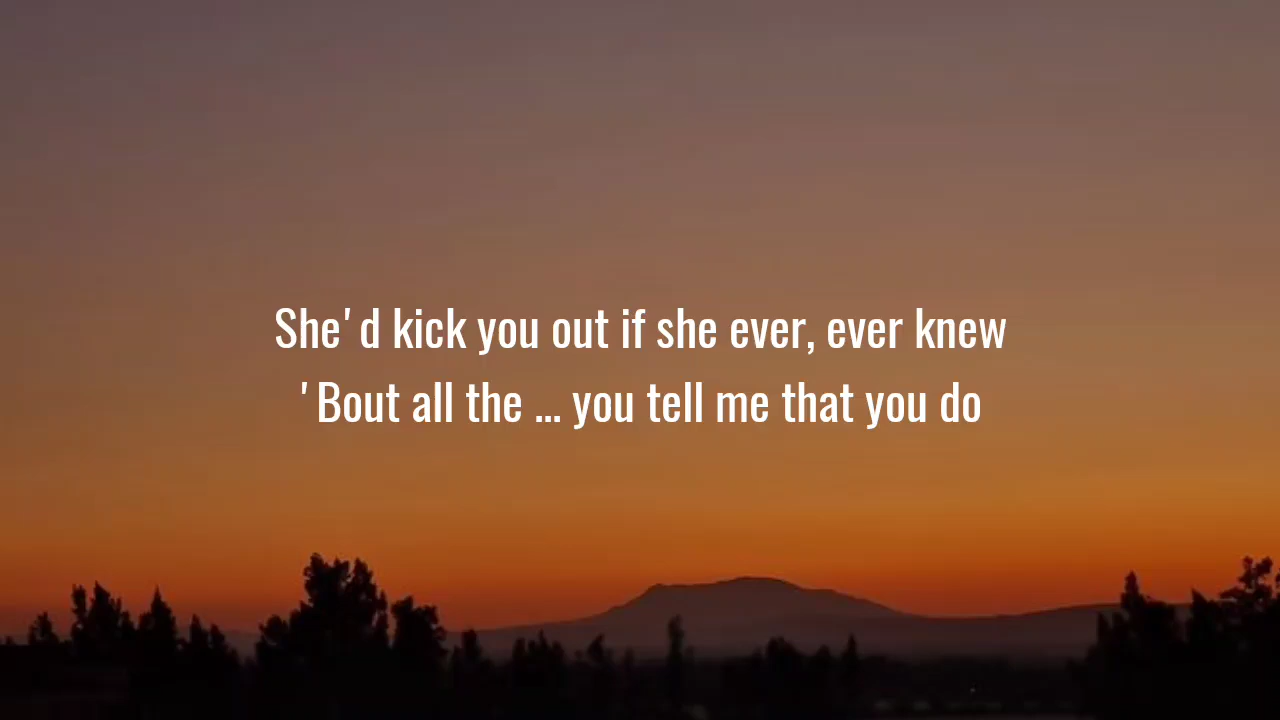 She'd kick you out if she ever, ever knew
'Bout all the ... you tell me that you do